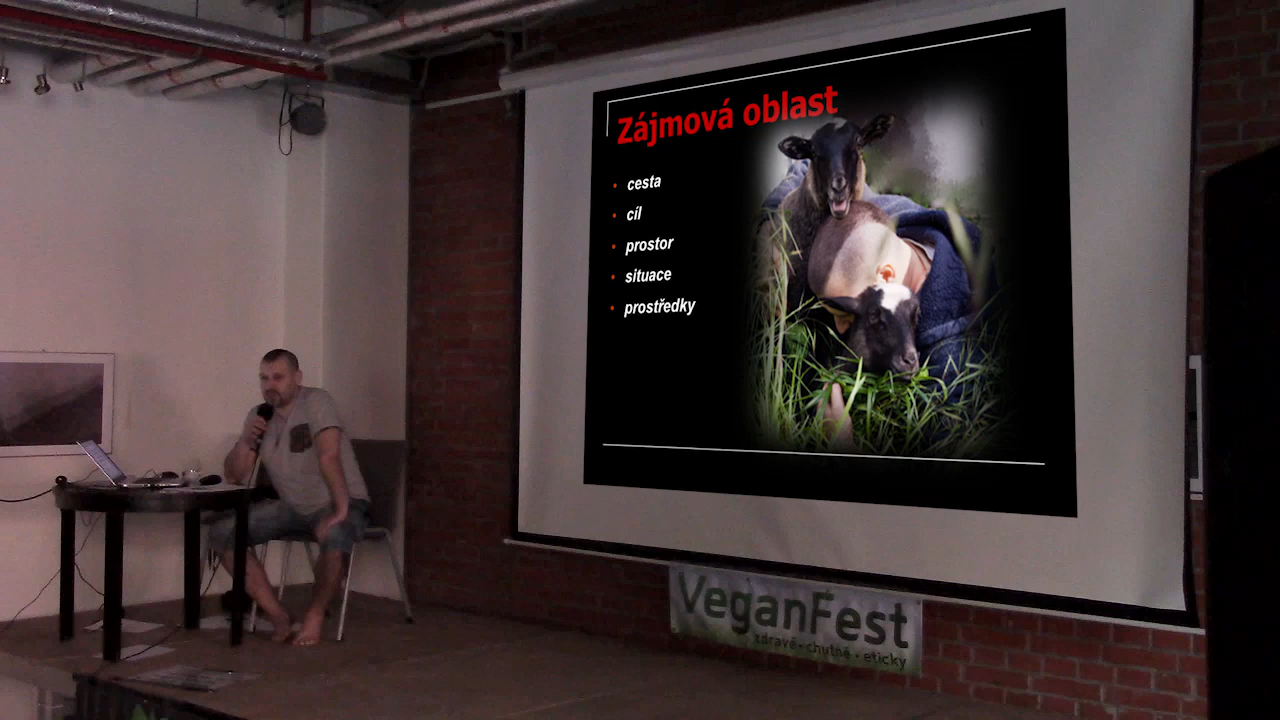 Zájmová oblast
cesta
cíl
prostor
situace
prostředky
VeganFest
zdravě • chutně • eticky